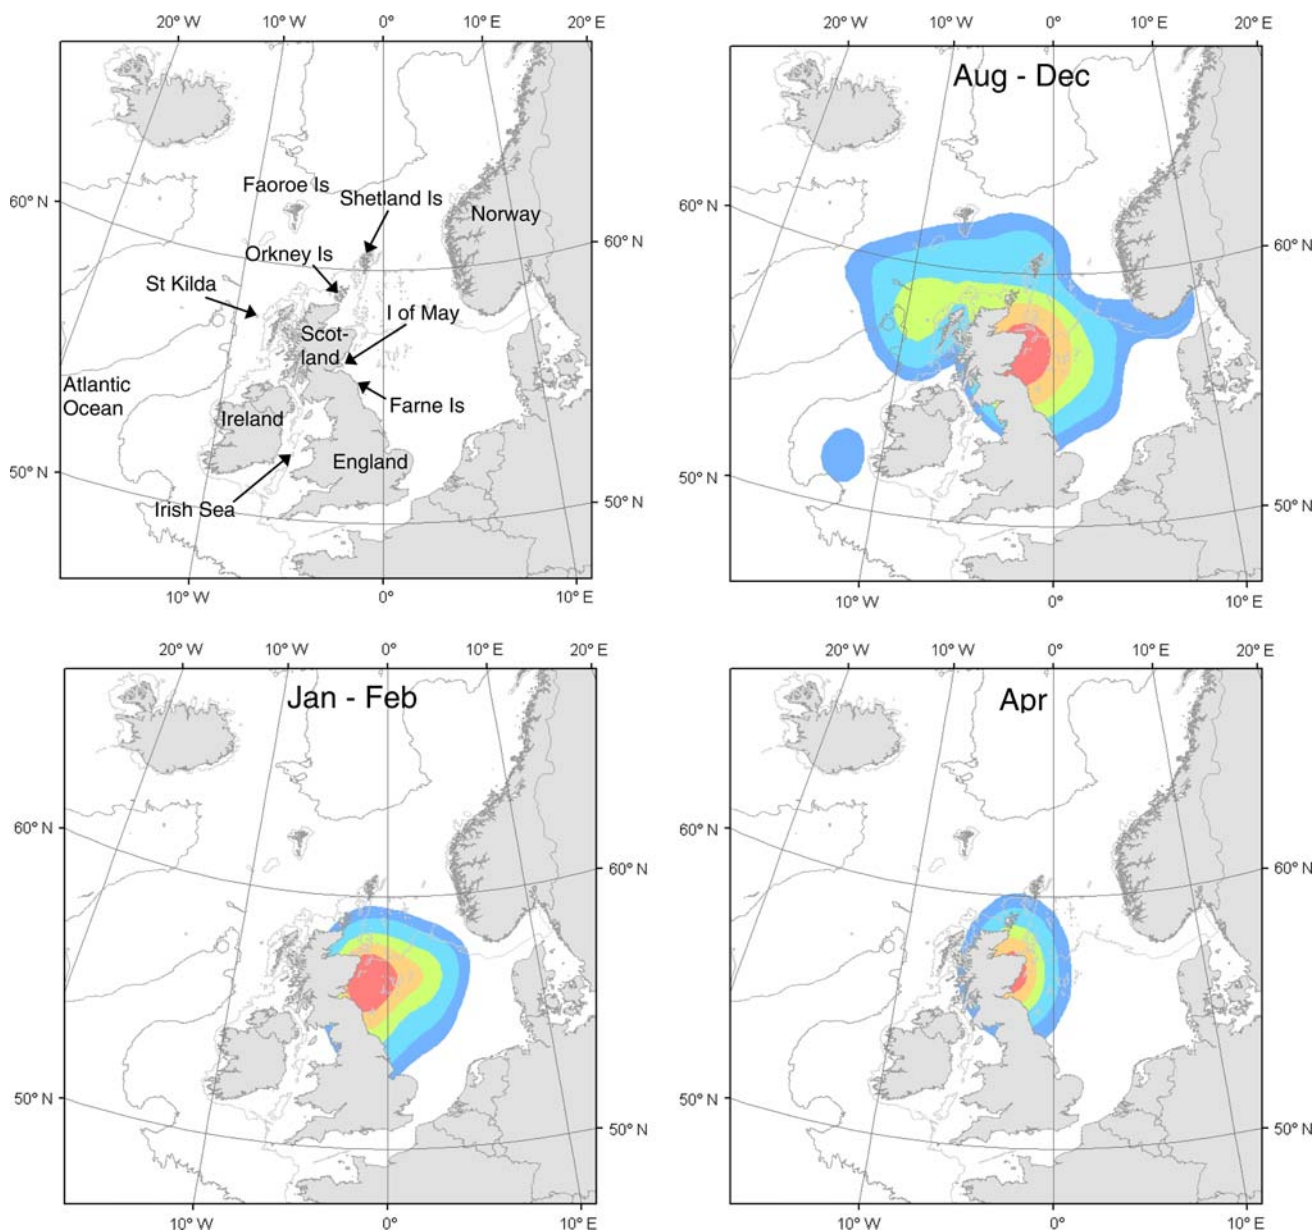 20° W 10° W 0° 10° E 20° E
Faoroe Is
Shetland Is
60° N
Norway
60° N
Orkney Is
St Kilda
I of May
Scot-
land
Atlantic
Ocean
Farne Is
Ireland
England
50° N
50° N
Irish Sea
10° W 0° 10° E
20° W 10° W 0° 10° E 20° E
Aug - Dec
60° N
60° N
50° N
50° N
10° W 0° 10° E
20° W 10° W 0° 10° E 20° E
Jan - Feb
60° N
60° N
50° N
50° N
10° W 0° 10° E
20° W 10° W 0° 10° E 20° E
Apr
60° N
60° N
50° N
50° N
10° W 0° 10° E